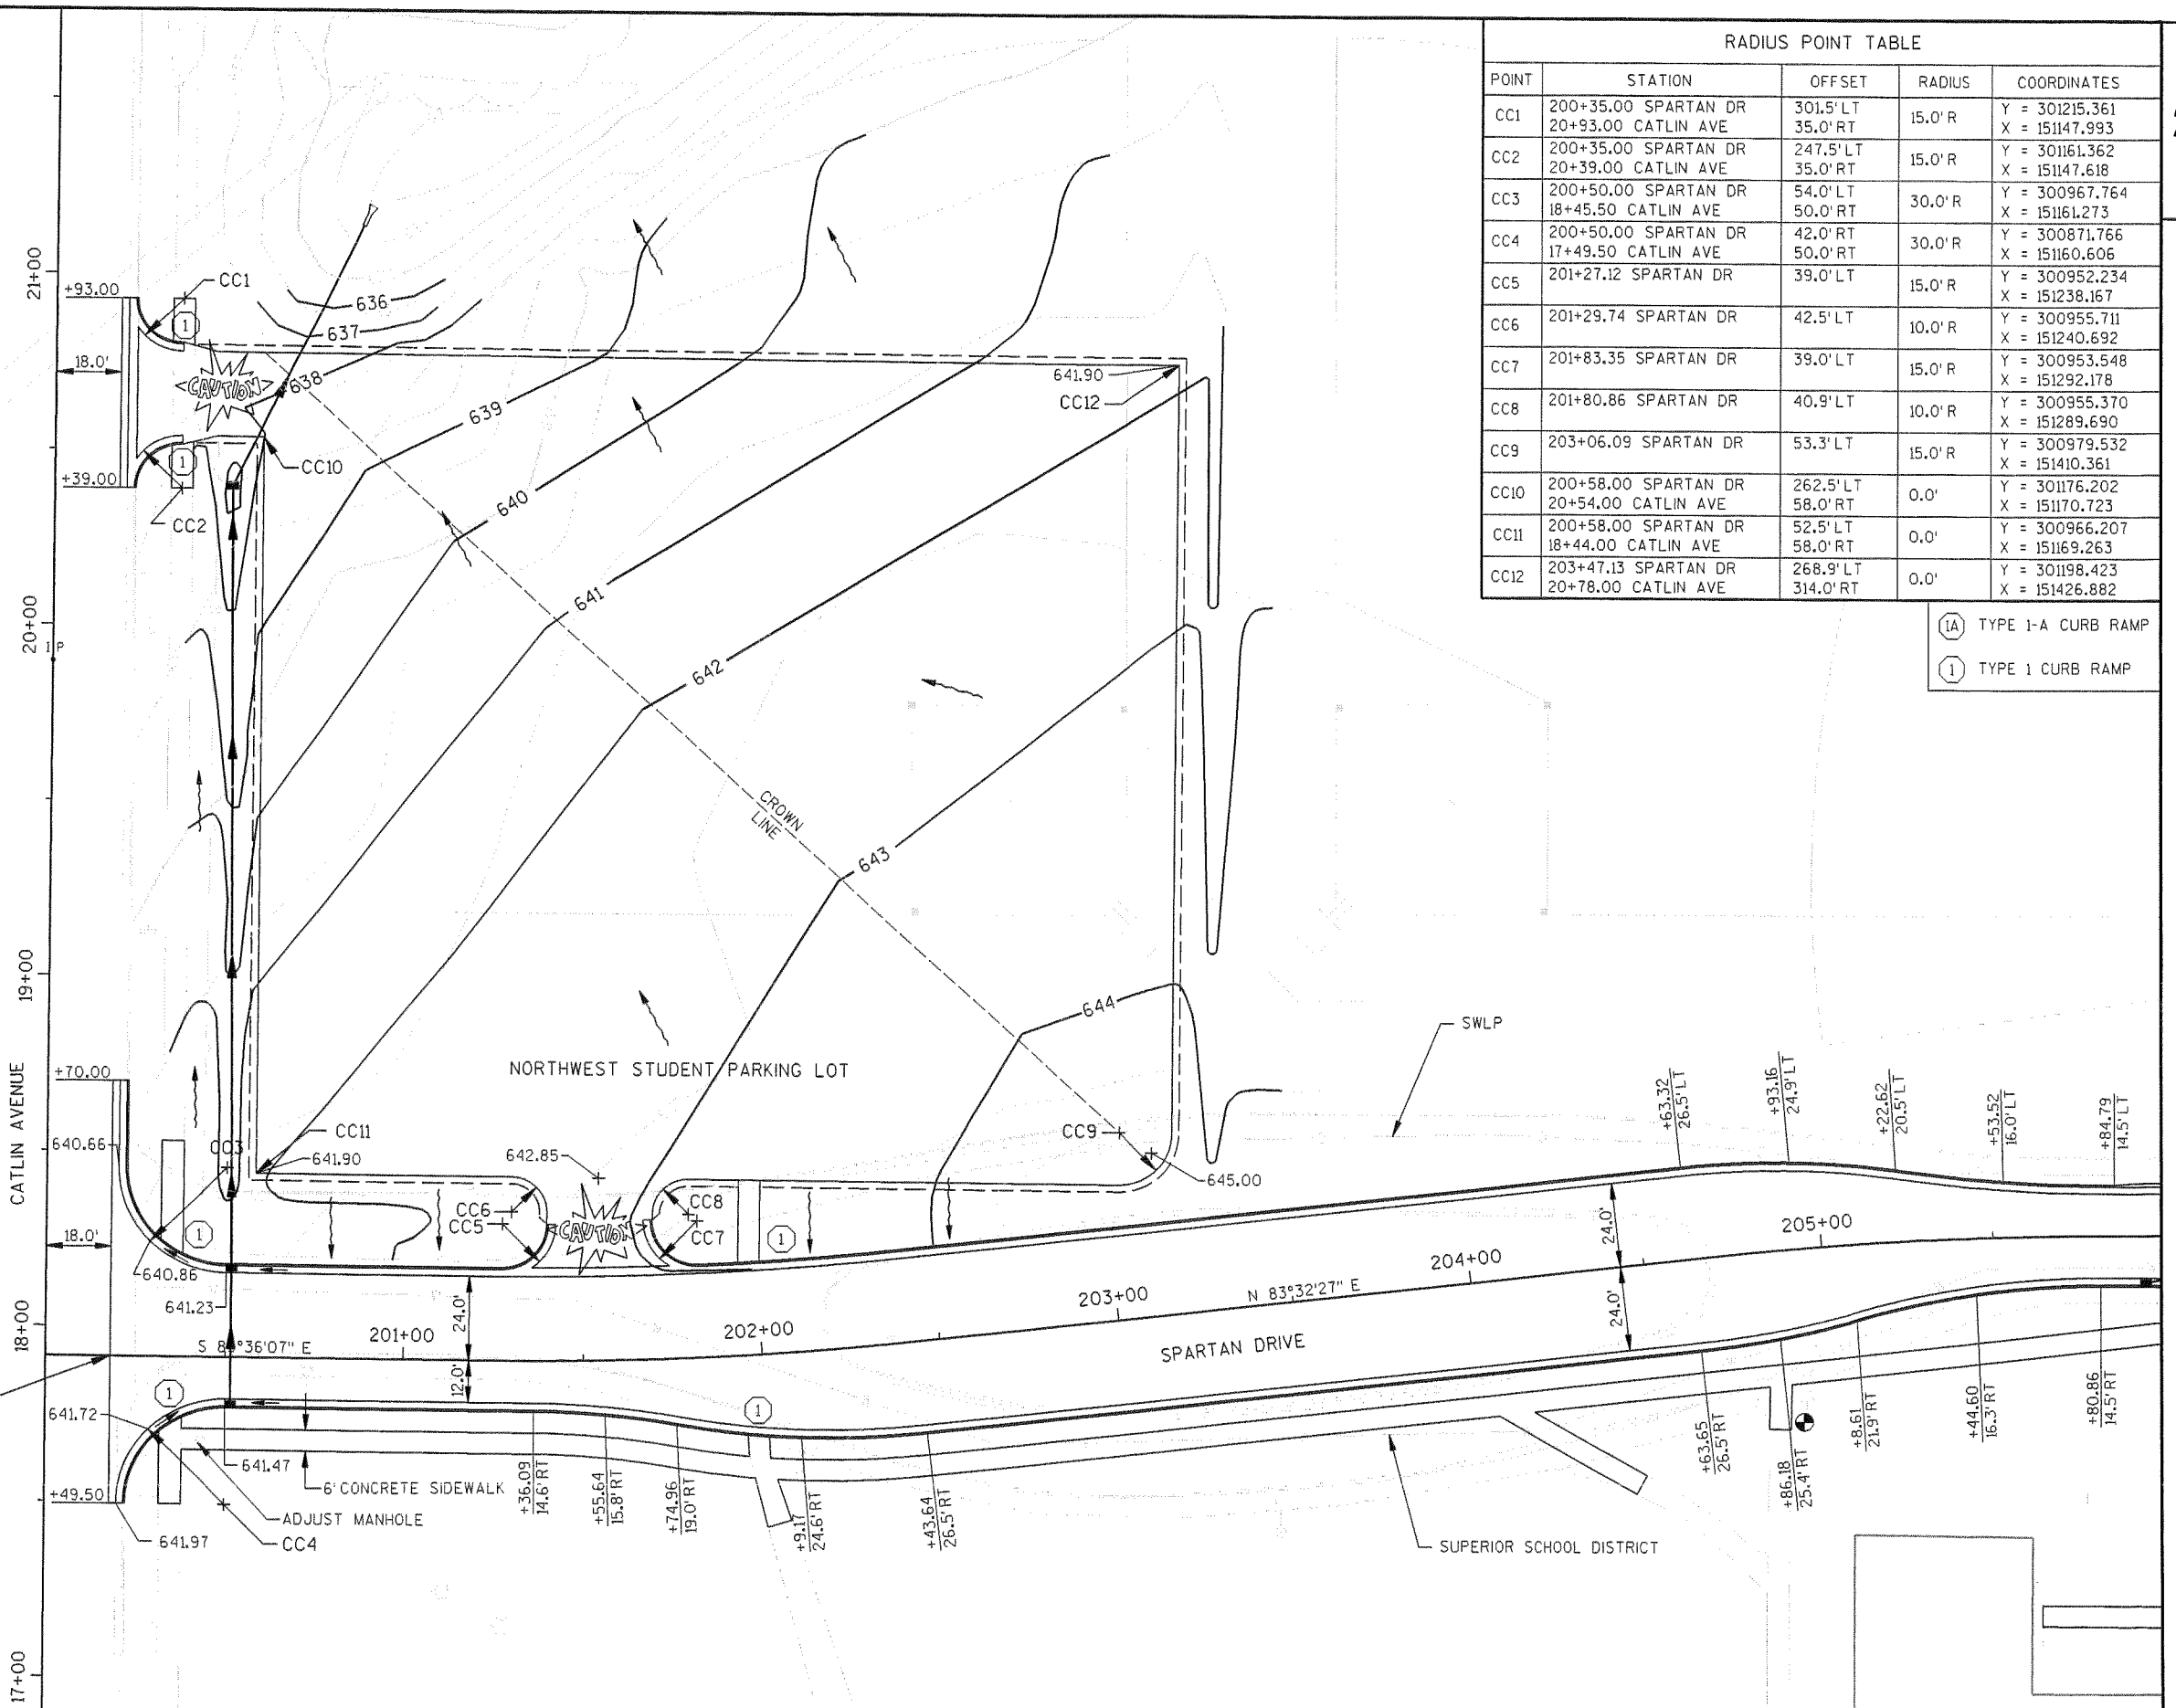 RADIUS POINT TABLE
POINT STATION OFFSET RADIUS COORDINATES
CC1 200+35.00 SPARTAN DR 301.5' LT 15.0' R Y = 301215.361
20+93.00 CATLIN AVE 35.0' RT X = 151147.993
CC2 200+35.00 SPARTAN DR 247.5' LT 15.0' R Y = 301161.362
20+39.00 CATLIN AVE 35.0' RT X = 151147.618
CC3 200+50.00 SPARTAN DR 54.0' LT 30.0' R Y = 300967.764
18+45.50 CATLIN AVE 50.0' RT X = 151161.273
CC4 200+50.00 SPARTAN DR 42.0' RT 30.0' R Y = 300871.766
17+49.50 CATLIN AVE 50.0' RT X = 151160.606
CC5 201+27.12 SPARTAN DR 39.0' LT 15.0' R Y = 300952.234
X = 151238.167
CC6 201+29.74 SPARTAN DR 42.5' LT 10.0' R Y = 300955.711
X = 151240.692
CC7 201+83.35 SPARTAN DR 39.0' LT 15.0' R Y = 300953.548
X = 151292.178
CC8 201+80.86 SPARTAN DR 40.9' LT 10.0' R Y = 300955.370
X = 151289.690
CC9 203+06.09 SPARTAN DR 53.3' LT 15.0' R Y = 300979.532
X = 151410.361
CC10 200+58.00 SPARTAN DR 262.5' LT 0.0' Y = 301176.202
20+54.00 CATLIN AVE 58.0' RT X = 151170.723
CC11 200+58.00 SPARTAN DR 52.5' LT 0.0' Y = 300966.207
18+44.00 CATLIN AVE 58.0' RT X = 151169.263
CC12 203+47.13 SPARTAN DR 268.9' LT 0.0' Y = 301198.423
20+78.00 CATLIN AVE 314.0' RT X = 151426.882
1A TYPE 1-A CURB RAMP
1 TYPE 1 CURB RAMP
21+00
+93.00
CC1
1
636
637
18.0'
CAUTION
638
641.90
CC12
639
1
CC10
+39.00
640
CC2
641
20+00
1 P
642
CROWN
LINE
643
19+00
644
SWLP
NORTHWEST STUDENT PARKING LOT
+70.00
CATLIN AVENUE
+63.32
26.5' LT
+93.16
24.9' LT
+22.62
20.5' LT
+53.52
16.0' LT
+84.79
14.5' LT
640.66
CC3
CC11
641.90
642.85
CC9
645.00
CC6
CC5
CAUTION
CC8
CC7
1
1
18.0'
640.86
641.23
24.0'
24.0'
205+00
204+00
203+00
N 83°32'27" E
24.0'
18+00
S 8 °36'07" E
201+00
202+00
SPARTAN DRIVE
12.0'
1
1
641.72
641.47
6' CONCRETE SIDEWALK
+49.50
ADJUST MANHOLE
641.97
CC4
+36.09
14.6' RT
+55.64
15.8' RT
+74.96
19.0' RT
+9.17
24.6' RT
+43.64
26.5' RT
+63.65
26.5' RT
+86.18
25.4' RT
+8.61
21.9' RT
+44.60
16.3' RT
+80.86
14.5' RT
SUPERIOR SCHOOL DISTRICT
17+00